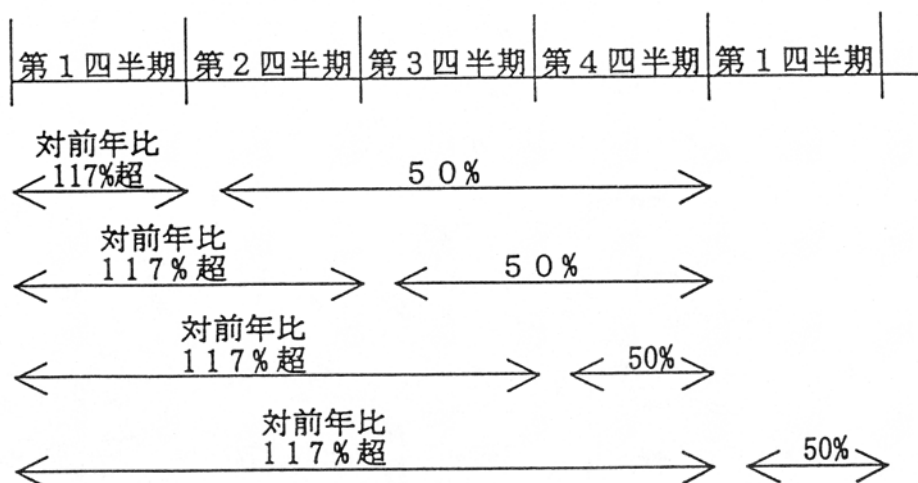 第１四半期 第２四半期 第３四半期 第４四半期 第１四半期
対前年比
117%超 ５０%
対前年比
１１７%超 ５０%
対前年比
１１７%超 50%
対前年比
１１７%超 50%